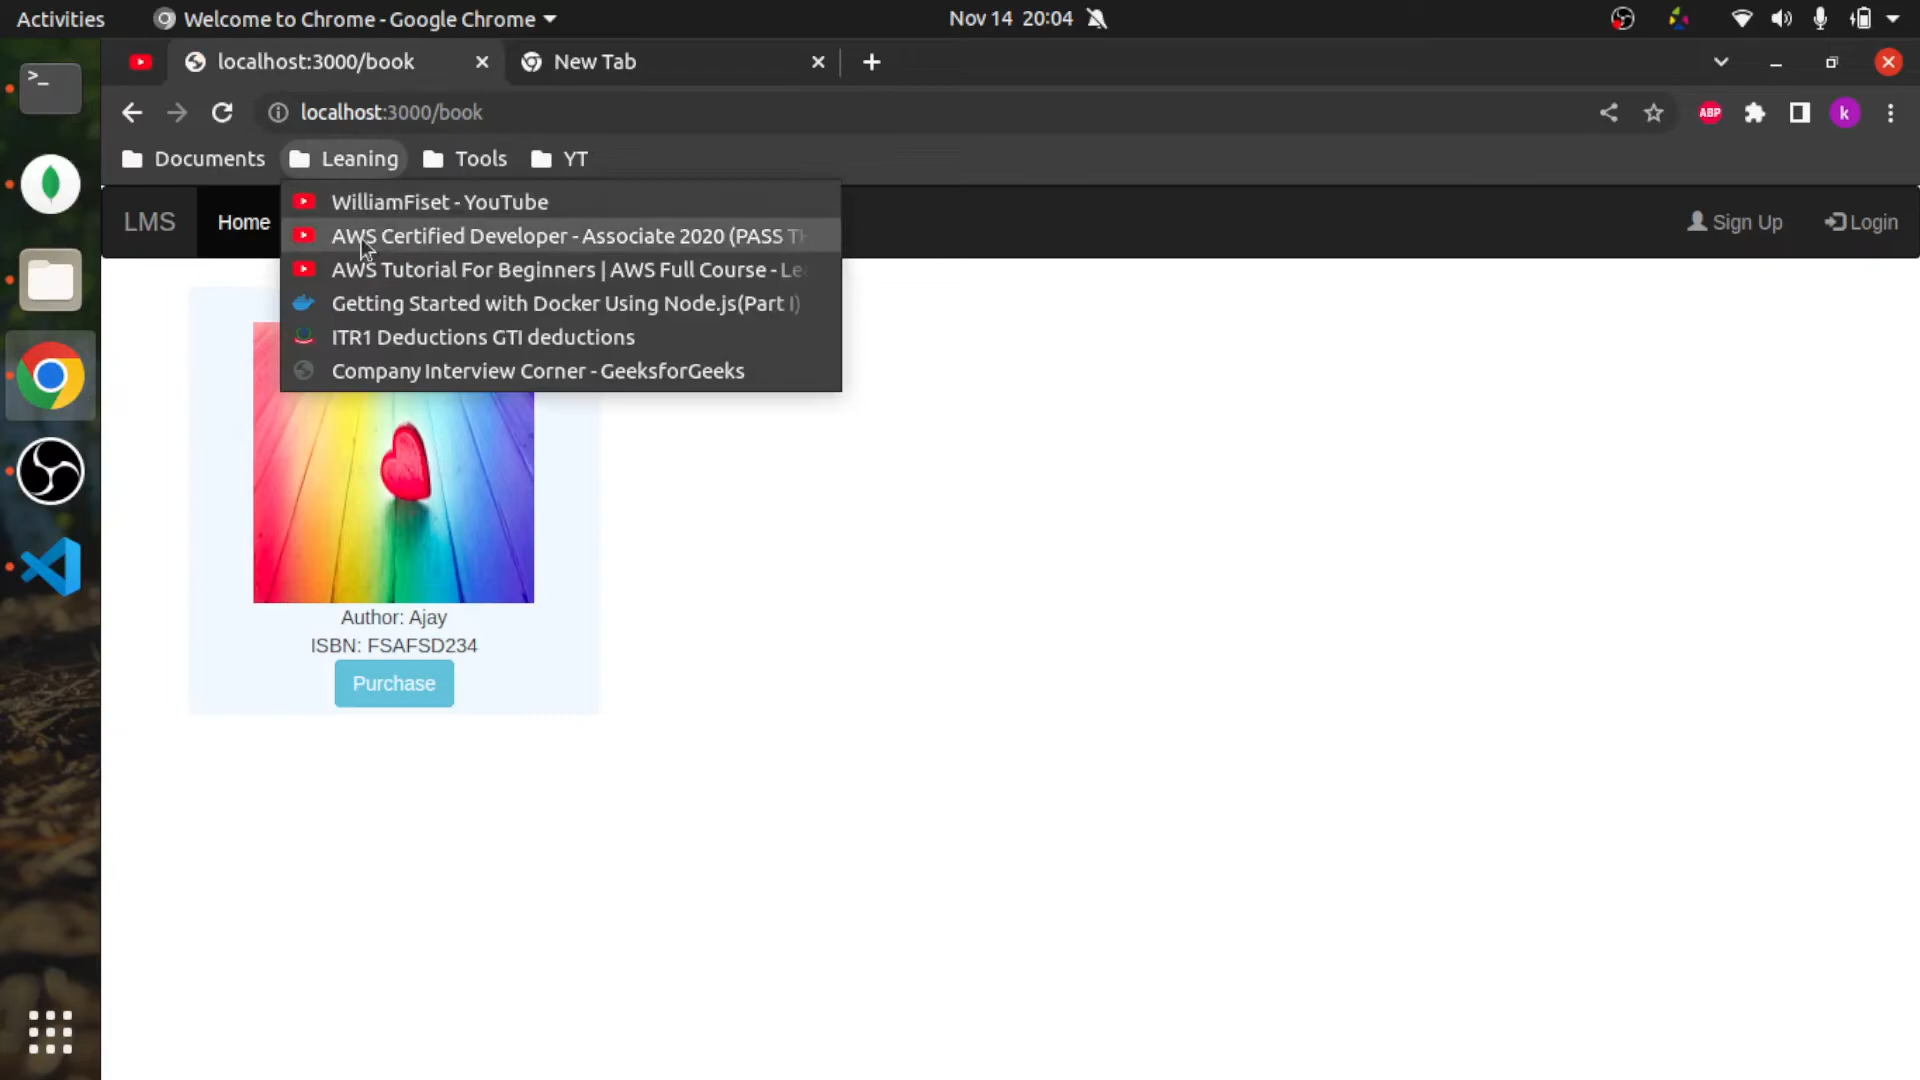 Activities
Welcome to Chrome - Google Chrome
Nov 14 20:04
localhost:3000/book
New Tab
localhost:3000/book
ABP
k
Documents
Leaning
Tools
YT
WilliamFiset - YouTube
AWS Certified Developer - Associate 2020 (PASS TH
AWS Tutorial For Beginners | AWS Full Course - Lea
Getting Started with Docker Using Node.js(Part I)
ITR1 Deductions GTI deductions
Company Interview Corner - GeeksforGeeks
LMS
Home
Sign Up
Login
Author: Ajay
ISBN: FSAFSD234
Purchase